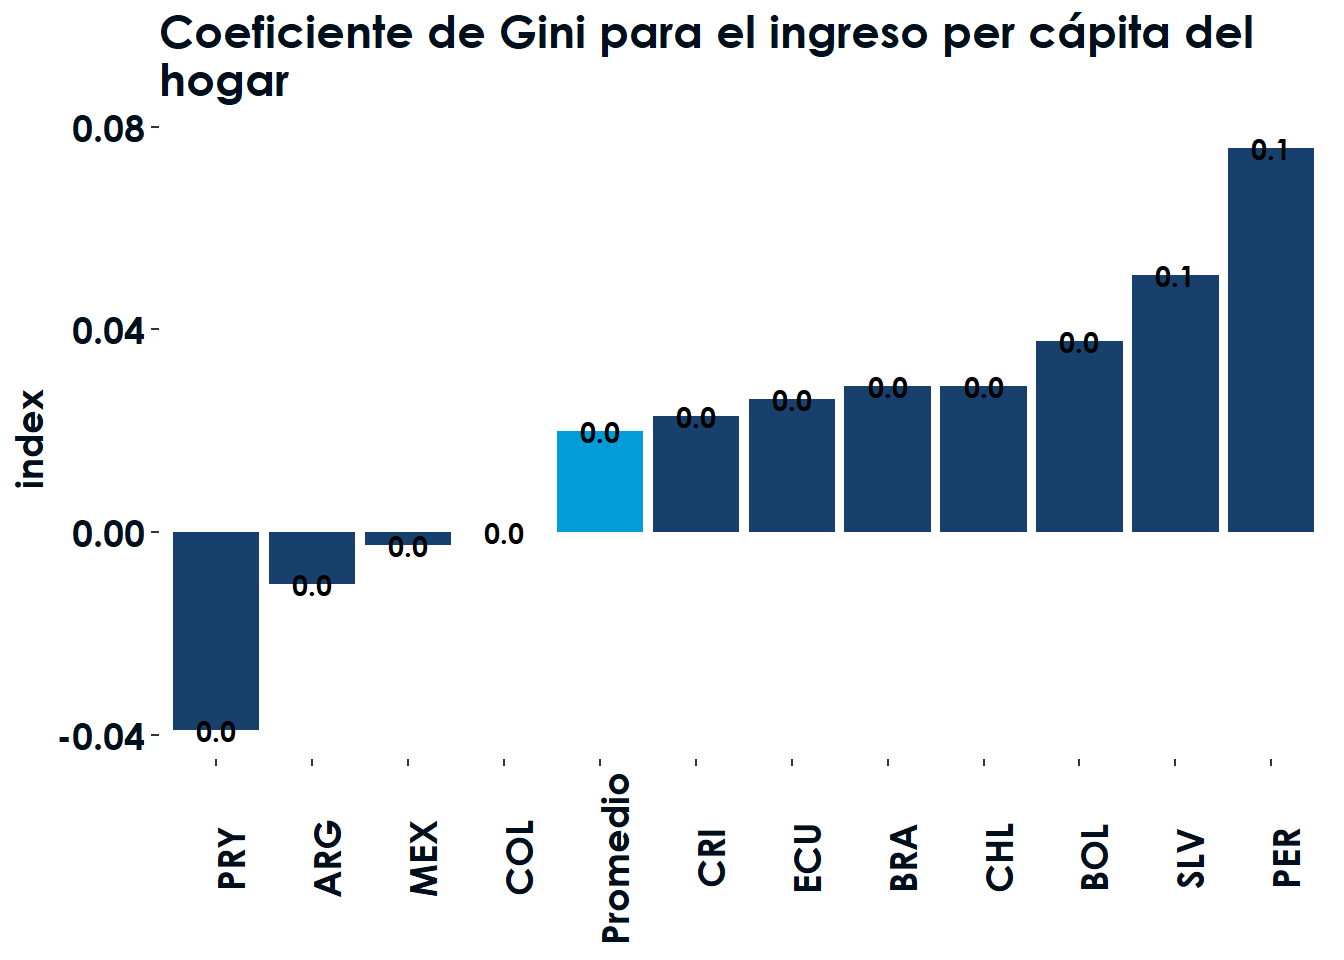 Coeficiente de Gini para el ingreso per cápita del
hogar
0.08
0.04
0.00
-0.04
index
0.0
0.0
0.0
0.0
0.0
0.0
0.0
0.0
0.0
0.0
0.1
0.1
PRY
ARG
MEX
COL
Promedio
CRI
ECU
BRA
CHL
BOL
SLV
PER